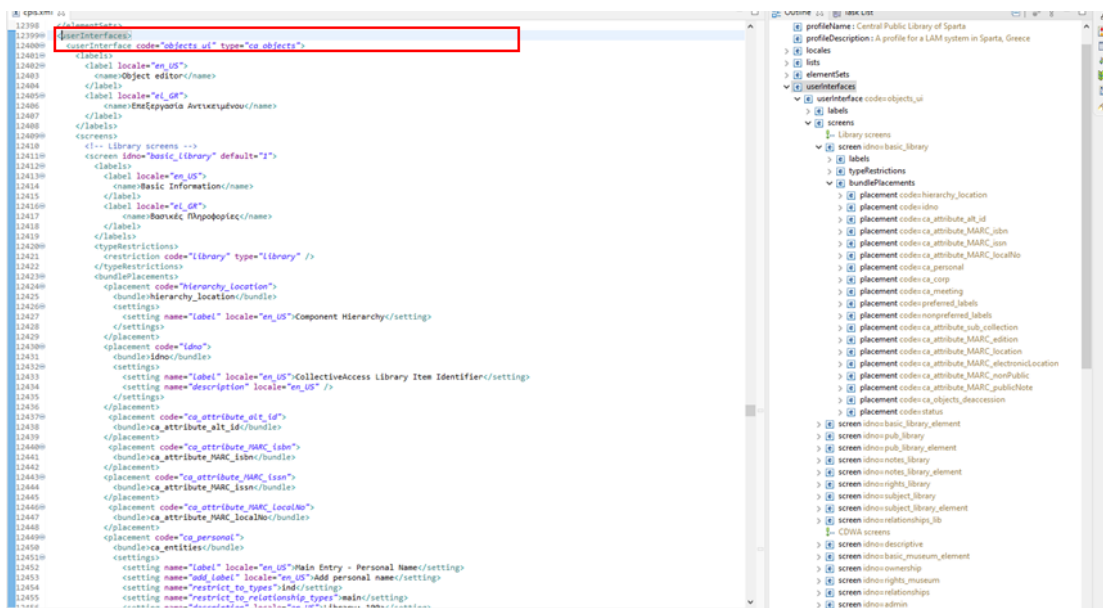 cps.xml
12398 </elementSets>
12399 <userInterfaces>
12400 <userInterface code="objects_ui" type="ca_objects">
12401 <labels>
12402 <label locale="en_US">
12403 <name>Object editor</name>
12404 </label>
12405 <label locale="el_GR">
12406 <name>Επεξεργασία Αντικειμένου</name>
12407 </label>
12408 </labels>
12409 <screens>
12410 <!-- Library screens -->
12411 <screen idno="basic_library" default="1">
12412 <labels>
12413 <label locale="en_US">
12414 <name>Basic Information</name>
12415 </label>
12416 <label locale="el_GR">
12417 <name>Βασικές Πληροφορίες</name>
12418 </label>
12419 </labels>
12420 <typeRestrictions>
12421 <restriction code="library" type="library" />
12422 </typeRestrictions>
12423 <bundlePlacements>
12424 <placement code="hierarchy_location">
12425 <bundle>hierarchy_location</bundle>
12426 <settings>
12427 <setting name="label" locale="en_US">Component Hierarchy</setting>
12428 </settings>
12429 </placement>
12430 <placement code="idno">
12431 <bundle>idno</bundle>
12432 <settings>
12433 <setting name="label" locale="en_US">CollectiveAccess Library Item Identifier</setting>
12434 <setting name="description" locale="en_US" />
12435 </settings>
12436 </placement>
12437 <placement code="ca_attribute_alt_id">
12438 <bundle>ca_attribute_alt_id</bundle>
12439 </placement>
12440 <placement code="ca_attribute_MARC_isbn">
12441 <bundle>ca_attribute_MARC_isbn</bundle>
12442 </placement>
12443 <placement code="ca_attribute_MARC_issn">
12444 <bundle>ca_attribute_MARC_issn</bundle>
12445 </placement>
12446 <placement code="ca_attribute_MARC_localNo">
12447 <bundle>ca_attribute_MARC_localNo</bundle>
12448 </placement>
12449 <placement code="ca_personal">
12450 <bundle>ca_entities</bundle>
12451 <settings>
12452 <setting name="label" locale="en_US">Main Entry - Personal Name</setting>
12453 <setting name="add_label" locale="en_US">Add personal name</setting>
12454 <setting name="restrict_to_types">ind</setting>
12455 <setting name="restrict_to_relationship_types">main</setting>
Outline
Task List
profileName : Central Public Library of Sparta
profileDescription : A profile for a LAM system in Sparta, Greece
locales
lists
elementSets
userInterfaces
userInterface code=objects_ui
labels
screens
Library screens
screen idno=basic_library
labels
typeRestrictions
bundlePlacements
placement code=hierarchy_location
placement code=idno
placement code=ca_attribute_alt_id
placement code=ca_attribute_MARC_isbn
placement code=ca_attribute_MARC_issn
placement code=ca_attribute_MARC_localNo
placement code=ca_personal
placement code=ca_corp
placement code=ca_meeting
placement code=preferred_labels
placement code=nonpreferred_labels
placement code=ca_attribute_sub_collection
placement code=ca_attribute_MARC_edition
placement code=ca_attribute_MARC_location
placement code=ca_attribute_MARC_electronicLocation
placement code=ca_attribute_MARC_nonPublic
placement code=ca_attribute_MARC_publicNote
placement code=ca_objects_deaccession
placement code=status
screen idno=basic_library_element
screen idno=pub_library
screen idno=pub_library_element
screen idno=notes_library
screen idno=notes_library_element
screen idno=rights_library
screen idno=subject_library
screen idno=subject_library_element
screen idno=relationships_lib
CDWA screens
screen idno=descriptive
screen idno=basic_museum_element
screen idno=ownership
screen idno=rights_museum
screen idno=relationships
screen idno=admin